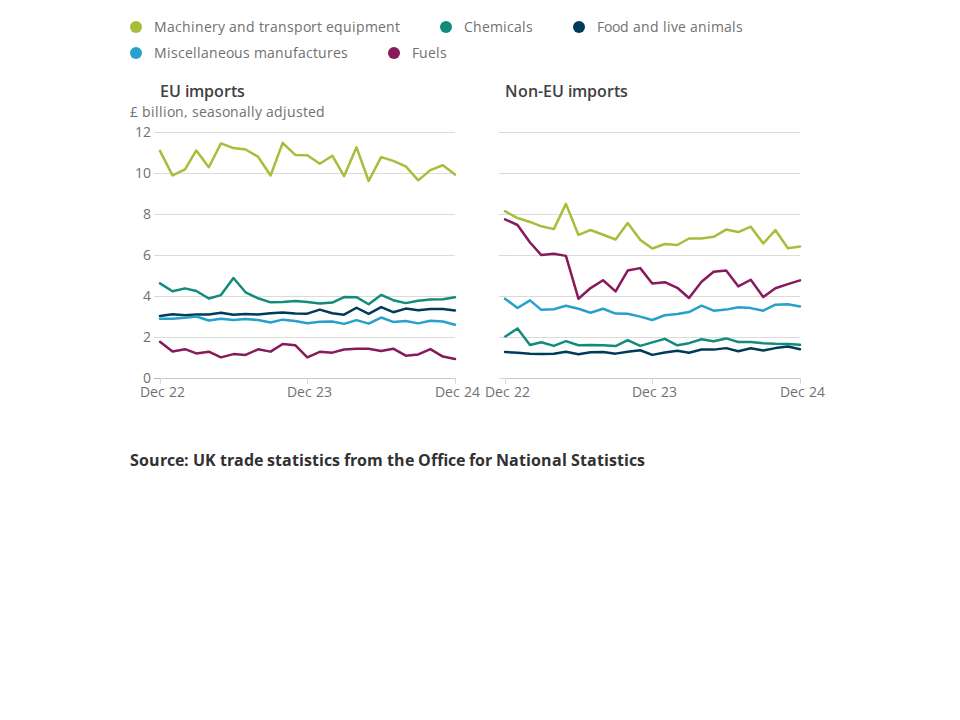 Machinery and transport equipment Chemicals Food and live animals
Miscellaneous manufactures Fuels
EU imports Non-EU imports
£ billion, seasonally adjusted
12
10
8
6
4
2
0
Dec 22 Dec 23 Dec 24 Dec 22 Dec 23 Dec 24
Source: UK trade statistics from the Office for National Statistics